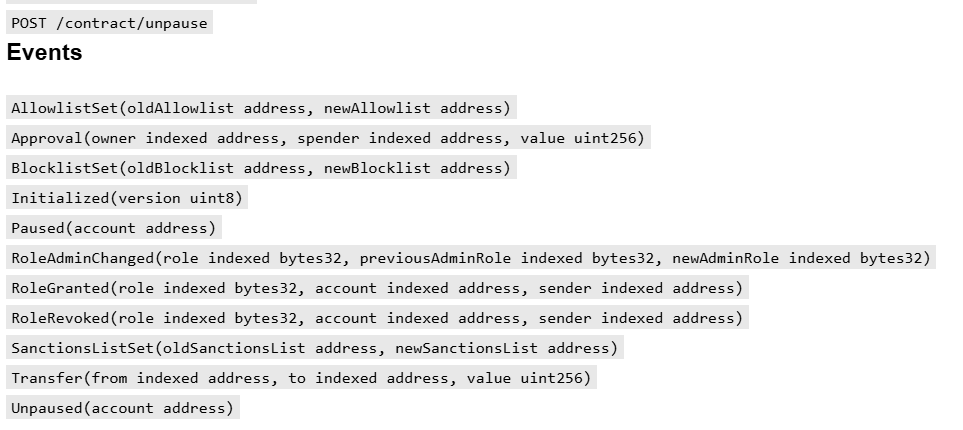 POST /contract/unpause
Events
AllowlistSet(oldAllowlist address, newAllowlist address)
Approval(owner indexed address, spender indexed address, value uint256)
BlocklistSet(oldBlocklist address, newBlocklist address)
Initialized(version uint8)
Paused(account address)
RoleAdminChanged(role indexed bytes32, previousAdminRole indexed bytes32, newAdminRole indexed bytes32)
RoleGranted(role indexed bytes32, account indexed address, sender indexed address)
RoleRevoked(role indexed bytes32, account indexed address, sender indexed address)
SanctionsListSet(oldSanctionsList address, newSanctionsList address)
Transfer(from indexed address, to indexed address, value uint256)
Unpaused(account address)